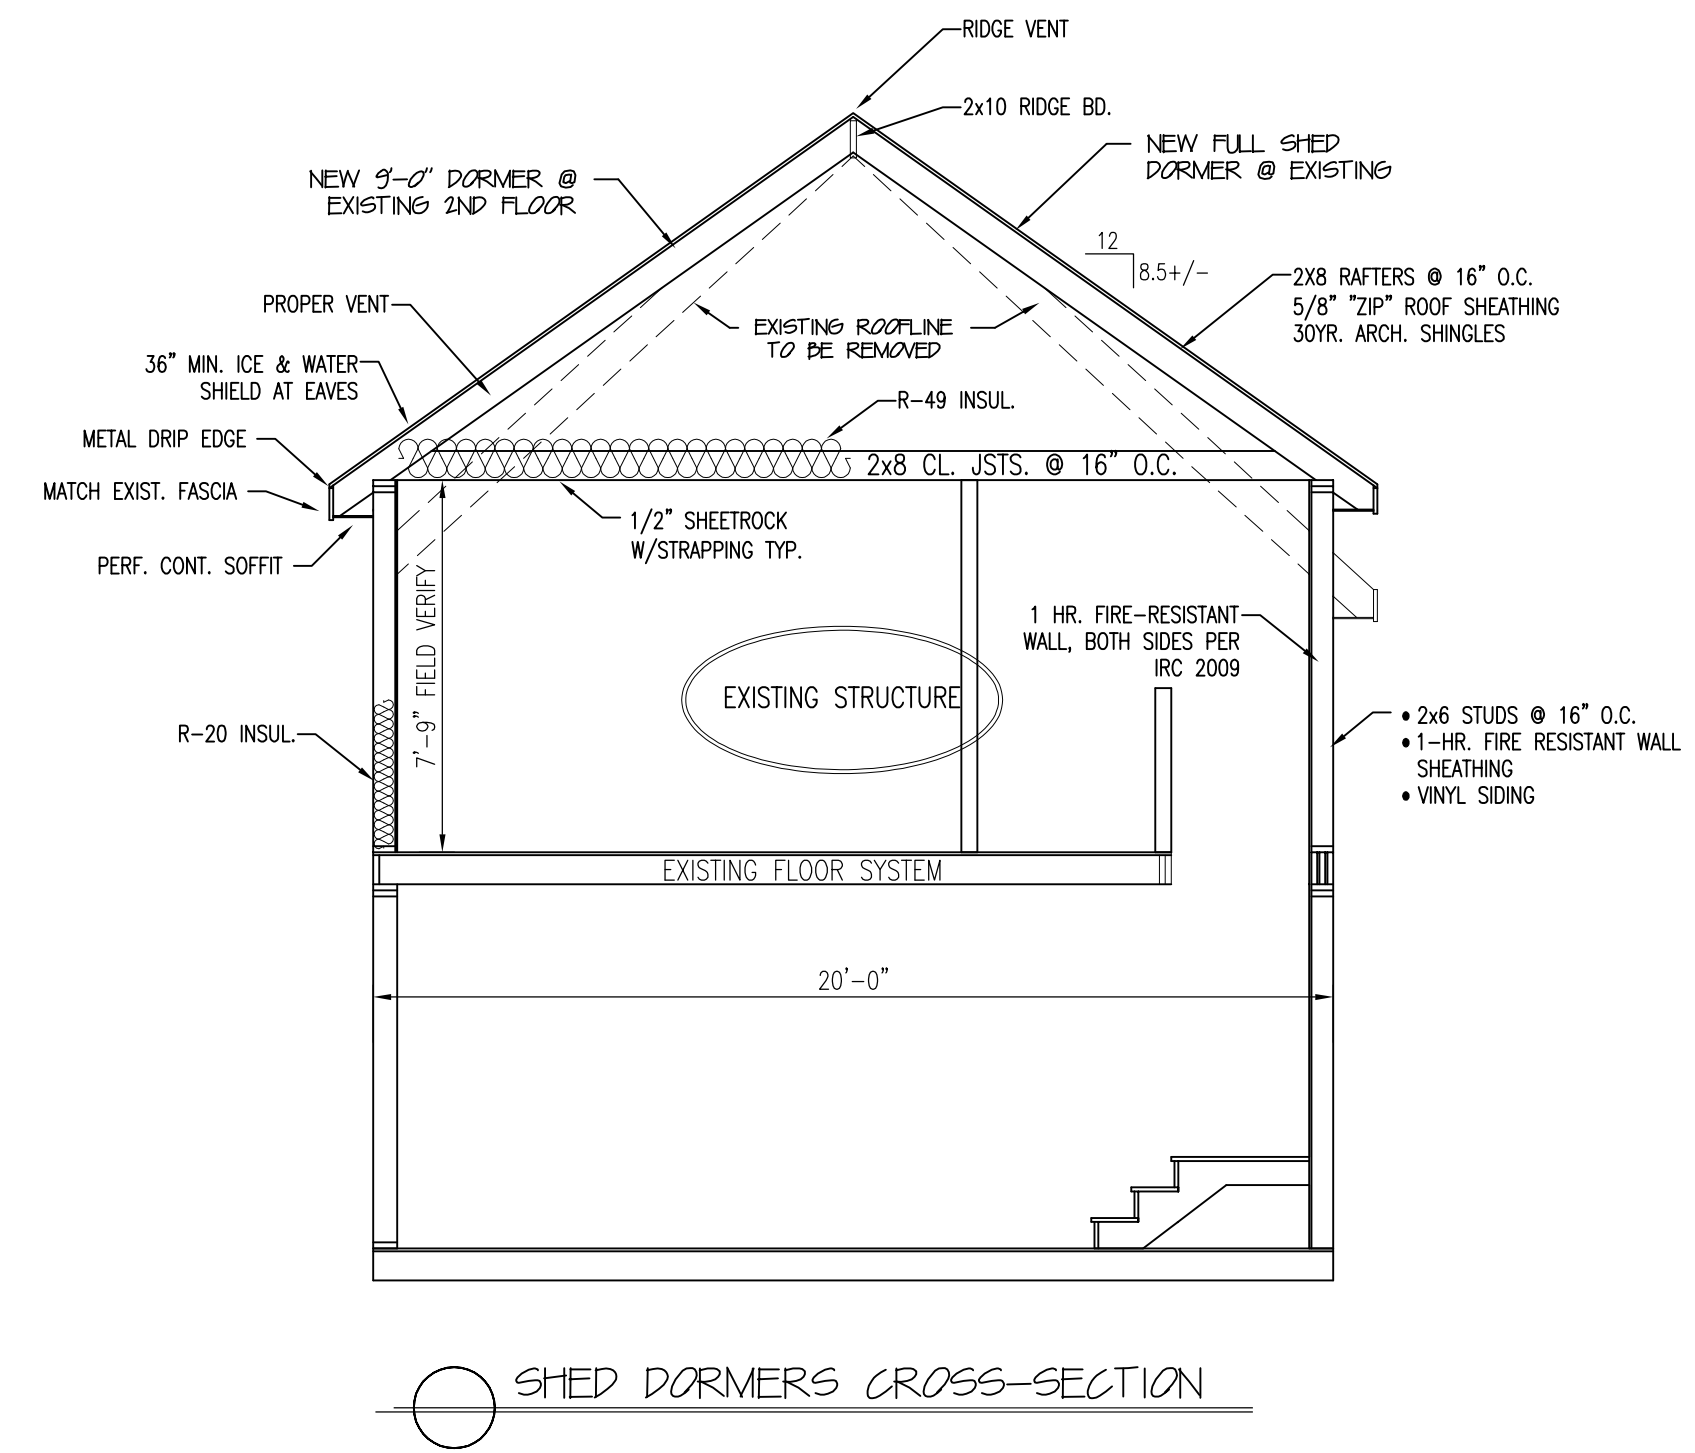 RIDGE VENT
2x10 RIDGE BD.
NEW FULL SHED
DORMER @ EXISTING
NEW 9'-0" DORMER @
EXISTING 2ND FLOOR
12
8.5+/-
2X8 RAFTERS @ 16" O.C.
5/8" "ZIP" ROOF SHEATHING
30YR. ARCH. SHINGLES
PROPER VENT
EXISTING ROOFLINE
TO BE REMOVED
36" MIN. ICE & WATER
SHIELD AT EAVES
R-49 INSUL.
METAL DRIP EDGE
2x8 CL. JSTS. @ 16" O.C.
MATCH EXIST. FASCIA
1/2" SHEETROCK
W/STRAPPING TYP.
PERF. CONT. SOFFIT
7'-9" FIELD VERIFY
1 HR. FIRE-RESISTANT
WALL, BOTH SIDES PER
IRC 2009
EXISTING STRUCTURE
R-20 INSUL.
• 2x6 STUDS @ 16" O.C.
• 1-HR. FIRE RESISTANT WALL
SHEATHING
• VINYL SIDING
EXISTING FLOOR SYSTEM
20'-0"
SHED DORMERS CROSS-SECTION